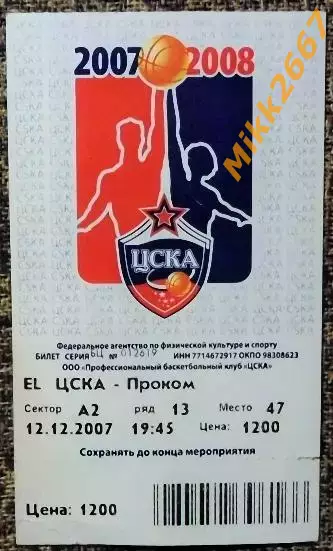 2007 2008
Mikk2667
ЦСКА
Федеральное агентство по физической культуре и спорту
БИЛЕТ СЕРИЯ БЦ № 012619 ИНН 7714672917 ОКПО 98308623
ООО «Профессиональный баскетбольный клуб "ЦСКА"
EL ЦСКА - Проком
Сектор А2 ряд 13 Место 47
12.12.2007 19:45 Цена: 1200
Сохранять до конца мероприятия
Цена: 1200